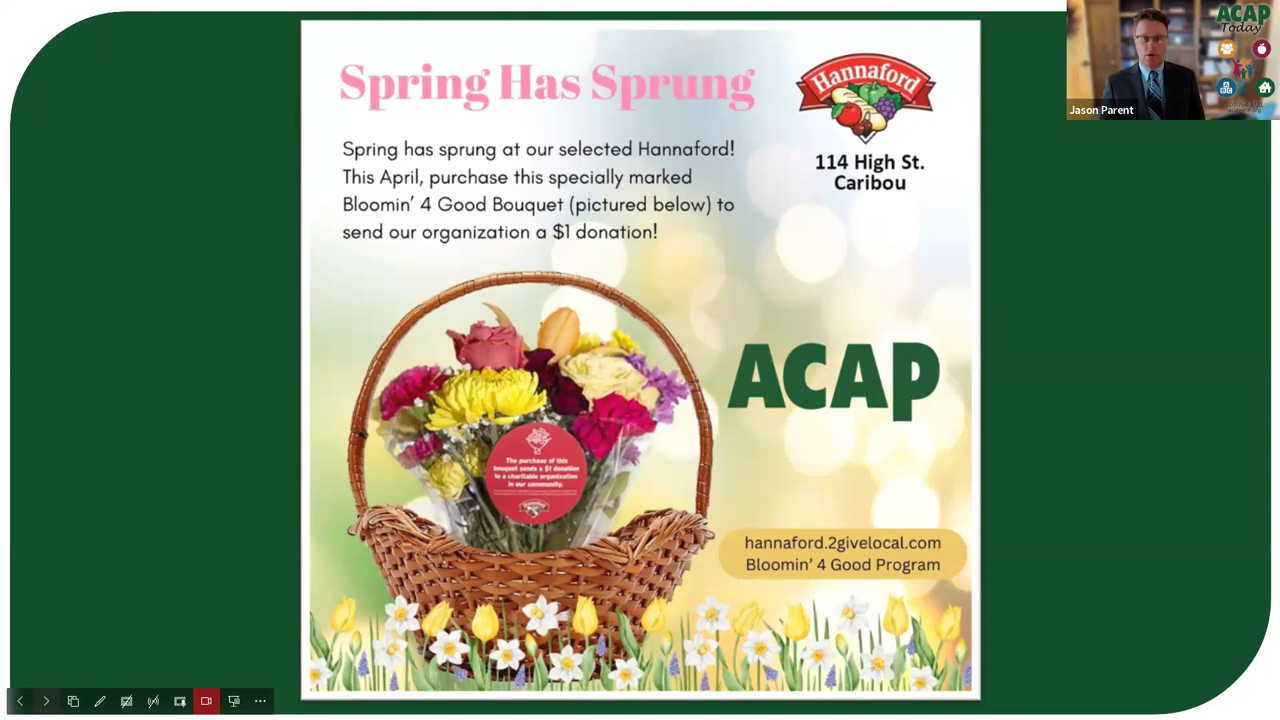 Spring Has Sprung
Hannaford
114 High St.
Caribou
Spring has sprung at our selected Hannaford!
This April, purchase this specially marked
Bloomin' 4 Good Bouquet (pictured below) to
send our organization a $1 donation!
ACAP
The purchase of this
bouquet sends a $1 donation
to a charitable organization
in our community.
Hannaford
hannaford.2givelocal.com
Bloomin' 4 Good Program
ACAP
Today
ABC
Jason Parent